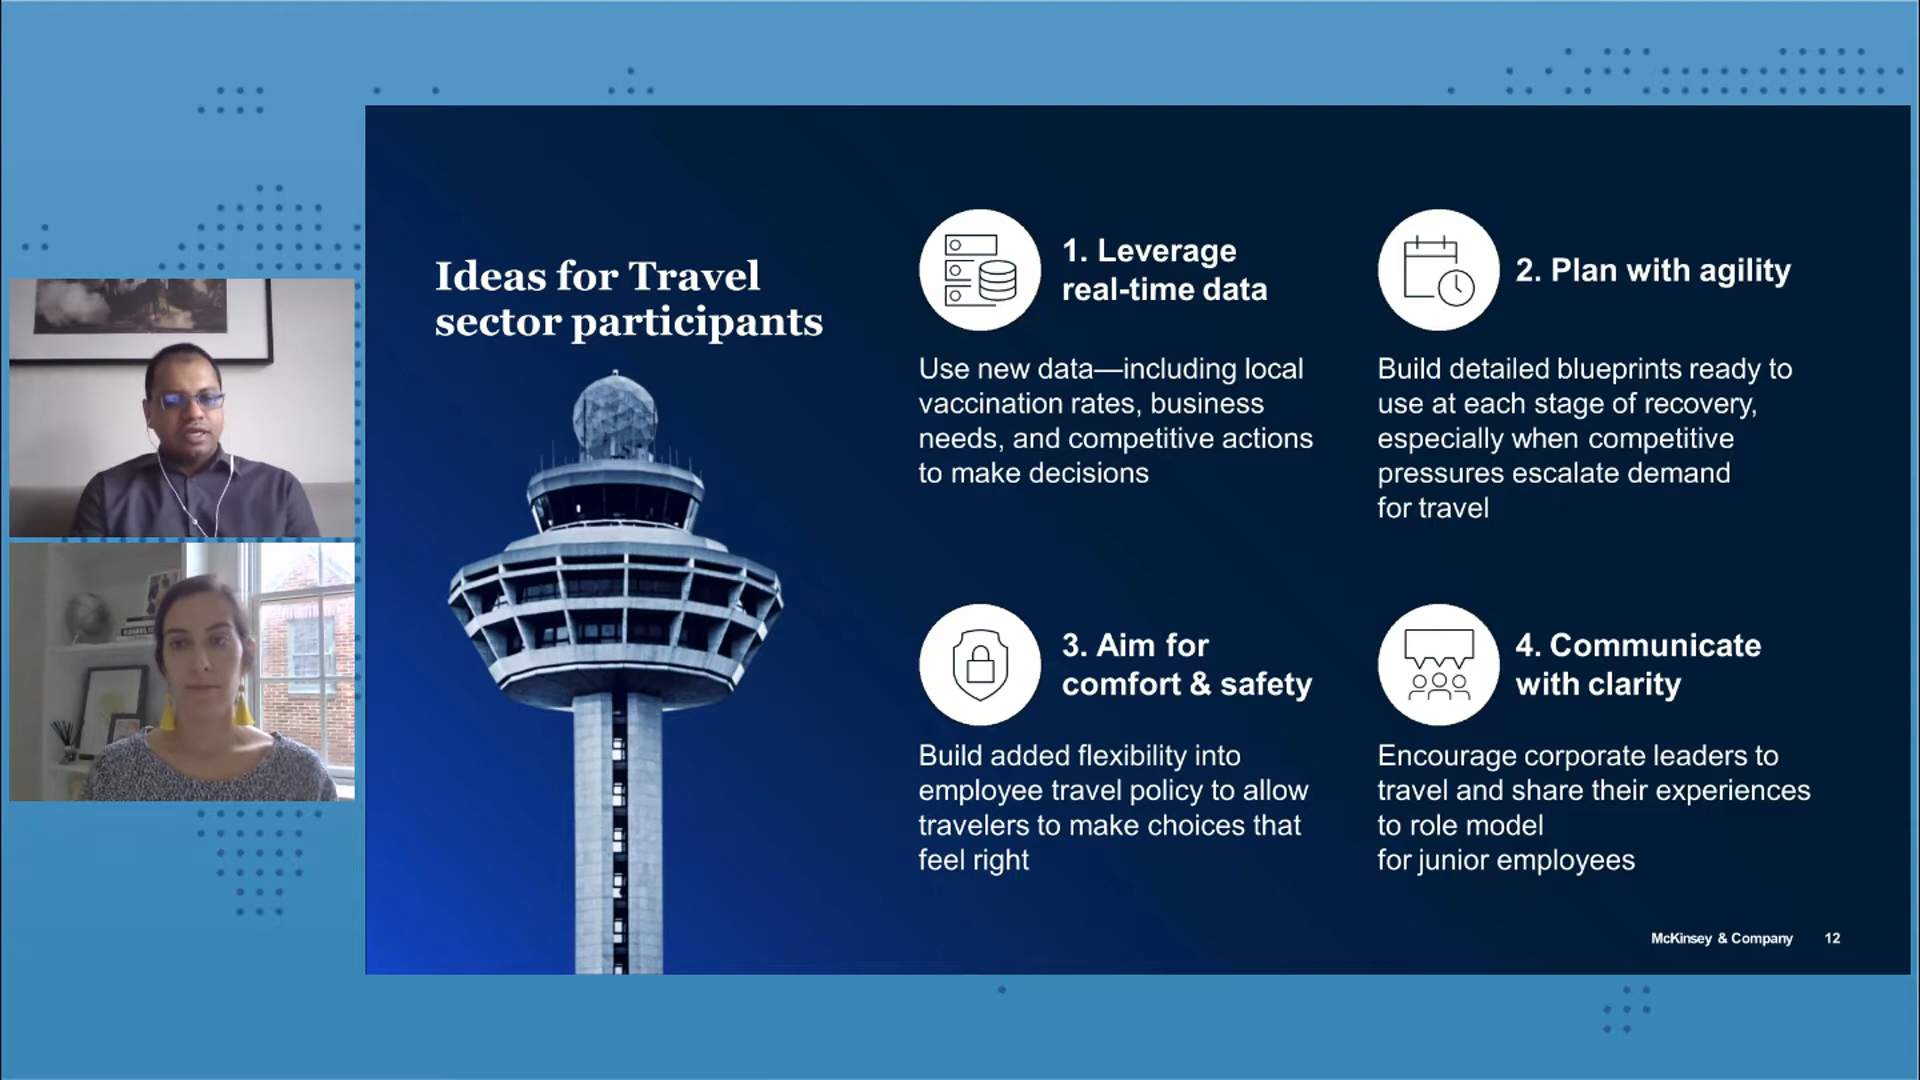 Ideas for Travel
sector participants
1. Leverage
real-time data
Use new data—including local
vaccination rates, business
needs, and competitive actions
to make decisions
2. Plan with agility
Build detailed blueprints ready to
use at each stage of recovery,
especially when competitive
pressures escalate demand
for travel
3. Aim for
comfort & safety
Build added flexibility into
employee travel policy to allow
travelers to make choices that
feel right
4. Communicate
with clarity
Encourage corporate leaders to
travel and share their experiences
to role model
for junior employees
McKinsey & Company 12